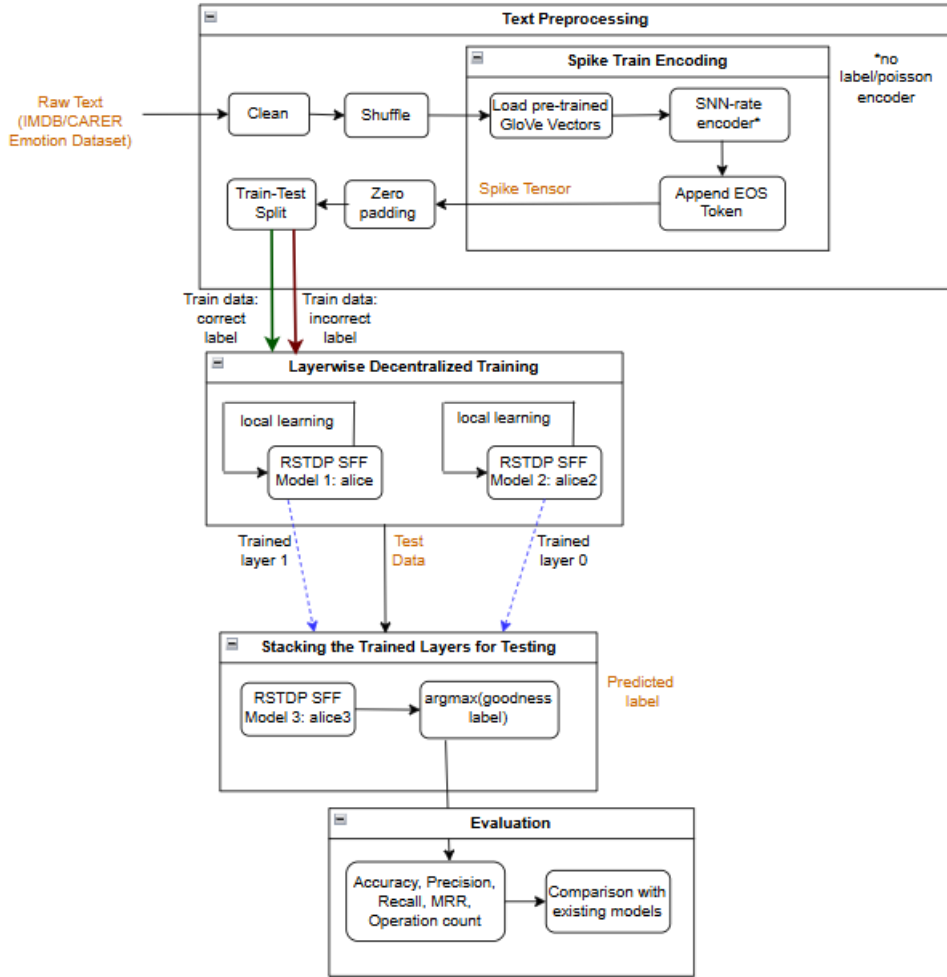 Text Preprocessing
Spike Train Encoding
*no
label/poisson
encoder
Raw Text
(IMDB/CARER
Emotion Dataset)
Clean
Shuffle
Load pre-trained
GloVe Vectors
SNN-rate
encoder*
Train-Test
Split
Zero
padding
Spike Tensor
Append EOS
Token
Train data:
correct
label
Train data:
incorrect
label
Layerwise Decentralized Training
local learning
RSTDP SFF
Model 1: alice
local learning
RSTDP SFF
Model 2: alice2
Trained
layer 1
Test
Data
Trained
layer 0
Stacking the Trained Layers for Testing
RSTDP SFF
Model 3: alice3
argmax(goodness
label)
Predicted
label
Evaluation
Accuracy, Precision,
Recall, MRR,
Operation count
Comparison with
existing models